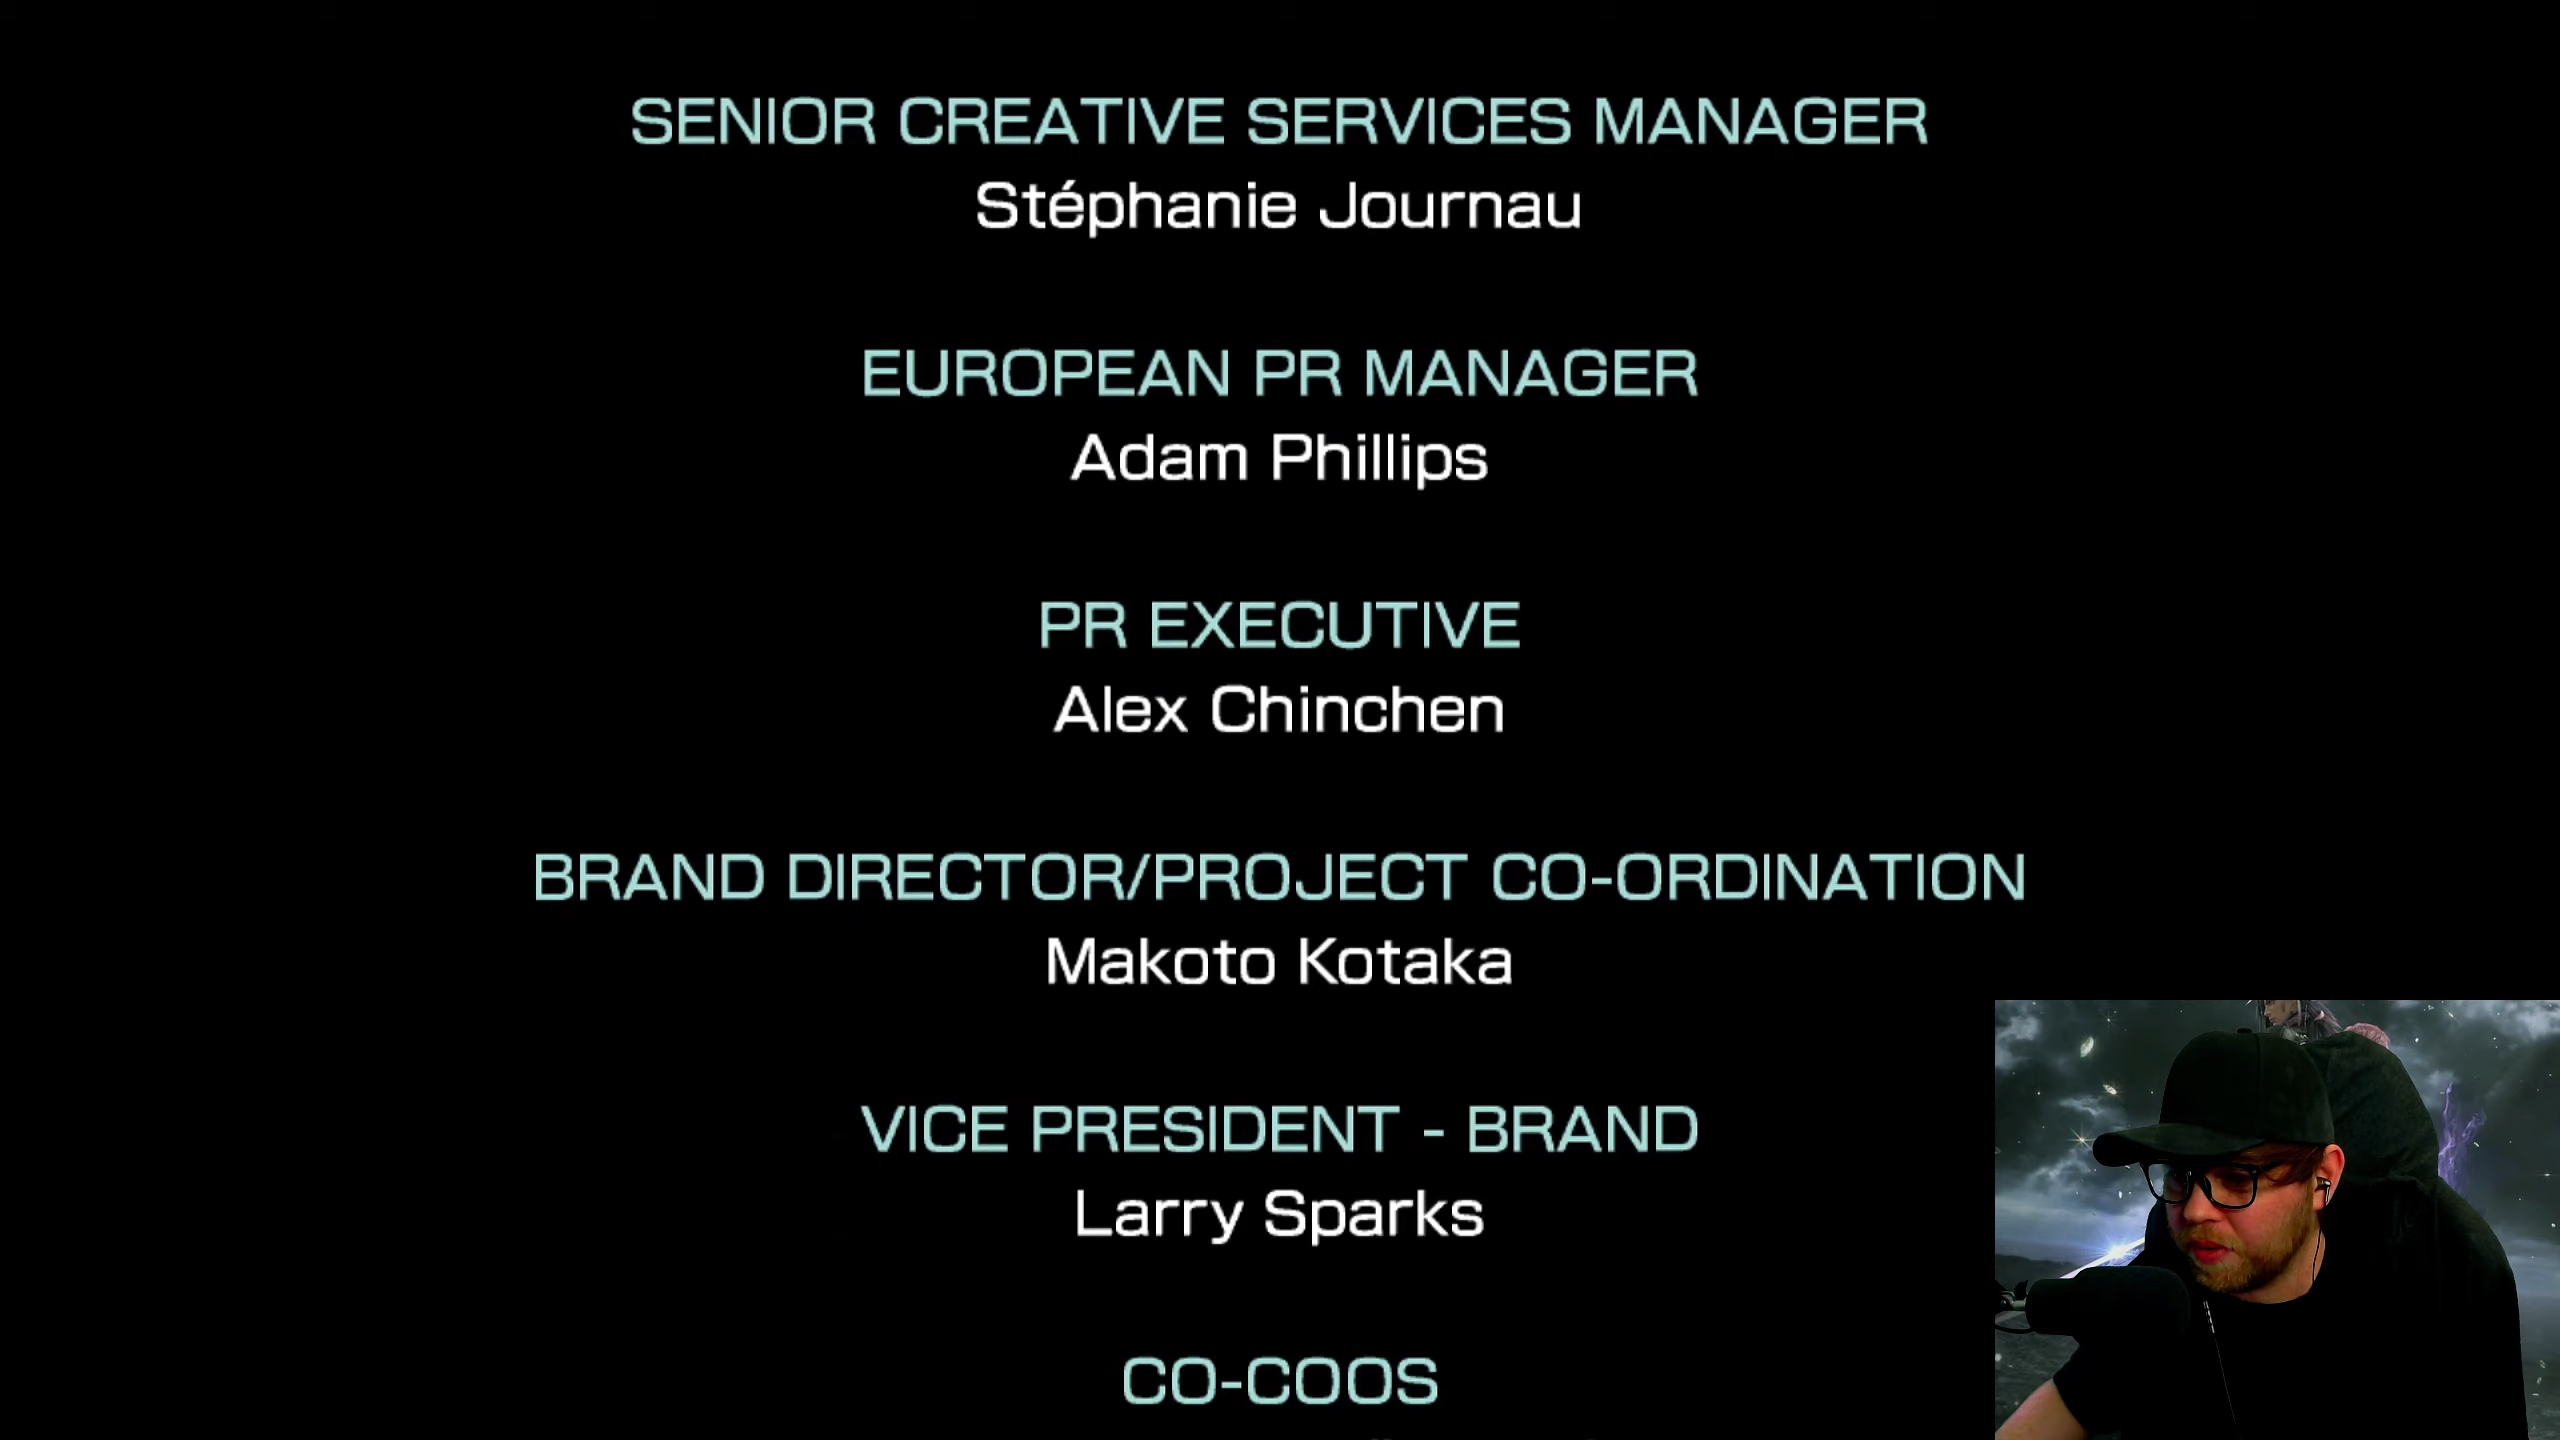 SENIOR CREATIVE SERVICES MANAGER
Stéphanie Journau
EUROPEAN PR MANAGER
Adam Phillips
PR EXECUTIVE
Alex Chinchen
BRAND DIRECTOR/PROJECT CO-ORDINATION
Makoto Kotaka
VICE PRESIDENT - BRAND
Larry Sparks
CO-COOS